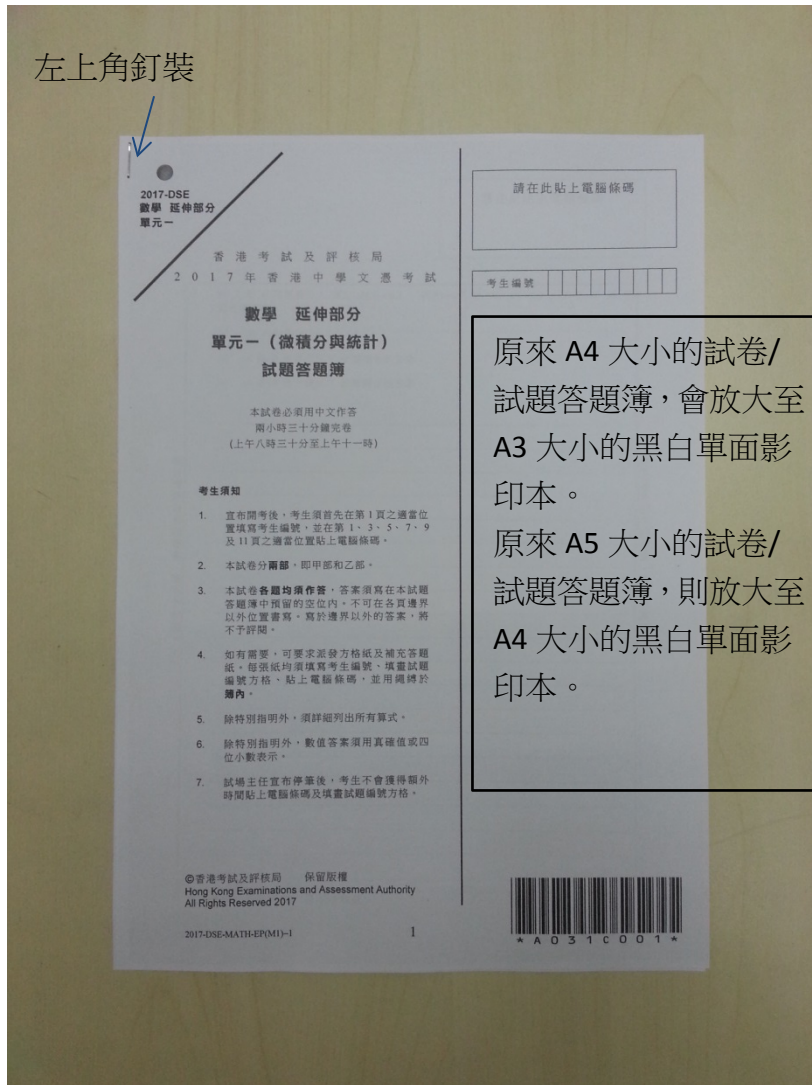 左上角釘裝
2017-DSE
數學 延伸部分
單元一
香港考試及評核局
2017年香港中學文憑考試
數學 延伸部分
單元一（微積分與統計）
試題答題簿
本試卷必須用中文作答
兩小時三十分鐘完卷
(上午八時三十分至上午十一時)
考生須知
1. 宣布開考後，考生須首先在第 1 頁之適當位
置填寫考生編號，並在第 1、3、5、7、9
及 11 頁之適當位置貼上電腦條碼。
2. 本試卷分兩部，即甲部和乙部。
3. 本試卷各題均須作答，答案須寫在本試題
答題簿中預留的空位內。不可在各頁邊界
以外位置書寫。寫於邊界以外的答案，將
不予評閱。
4. 如有需要，可要求派發方格紙及補充答題
紙。每張紙均須填寫考生編號、填畫試題
編號方格、貼上電腦條碼，並用繩縛於
簿內。
5. 除特別指明外，須詳細列出所有算式。
6. 除特別指明外，數值答案須用真確值或四
位小數表示。
7. 試場主任宣布停筆後，考生不會獲得額外
時間貼上電腦條碼及填畫試題編號方格。
©香港考試及評核局 保留版權
Hong Kong Examinations and Assessment Authority
All Rights Reserved 2017
2017-DSE-MATH-EP(M1)–1 1
請在此貼上電腦條碼
考生編號
原來 A4 大小的試卷/
試題答題簿，會放大至
A3 大小的黑白單面影
印本。
原來 A5 大小的試卷/
試題答題簿，則放大至
A4 大小的黑白單面影
印本。
*A031C001*